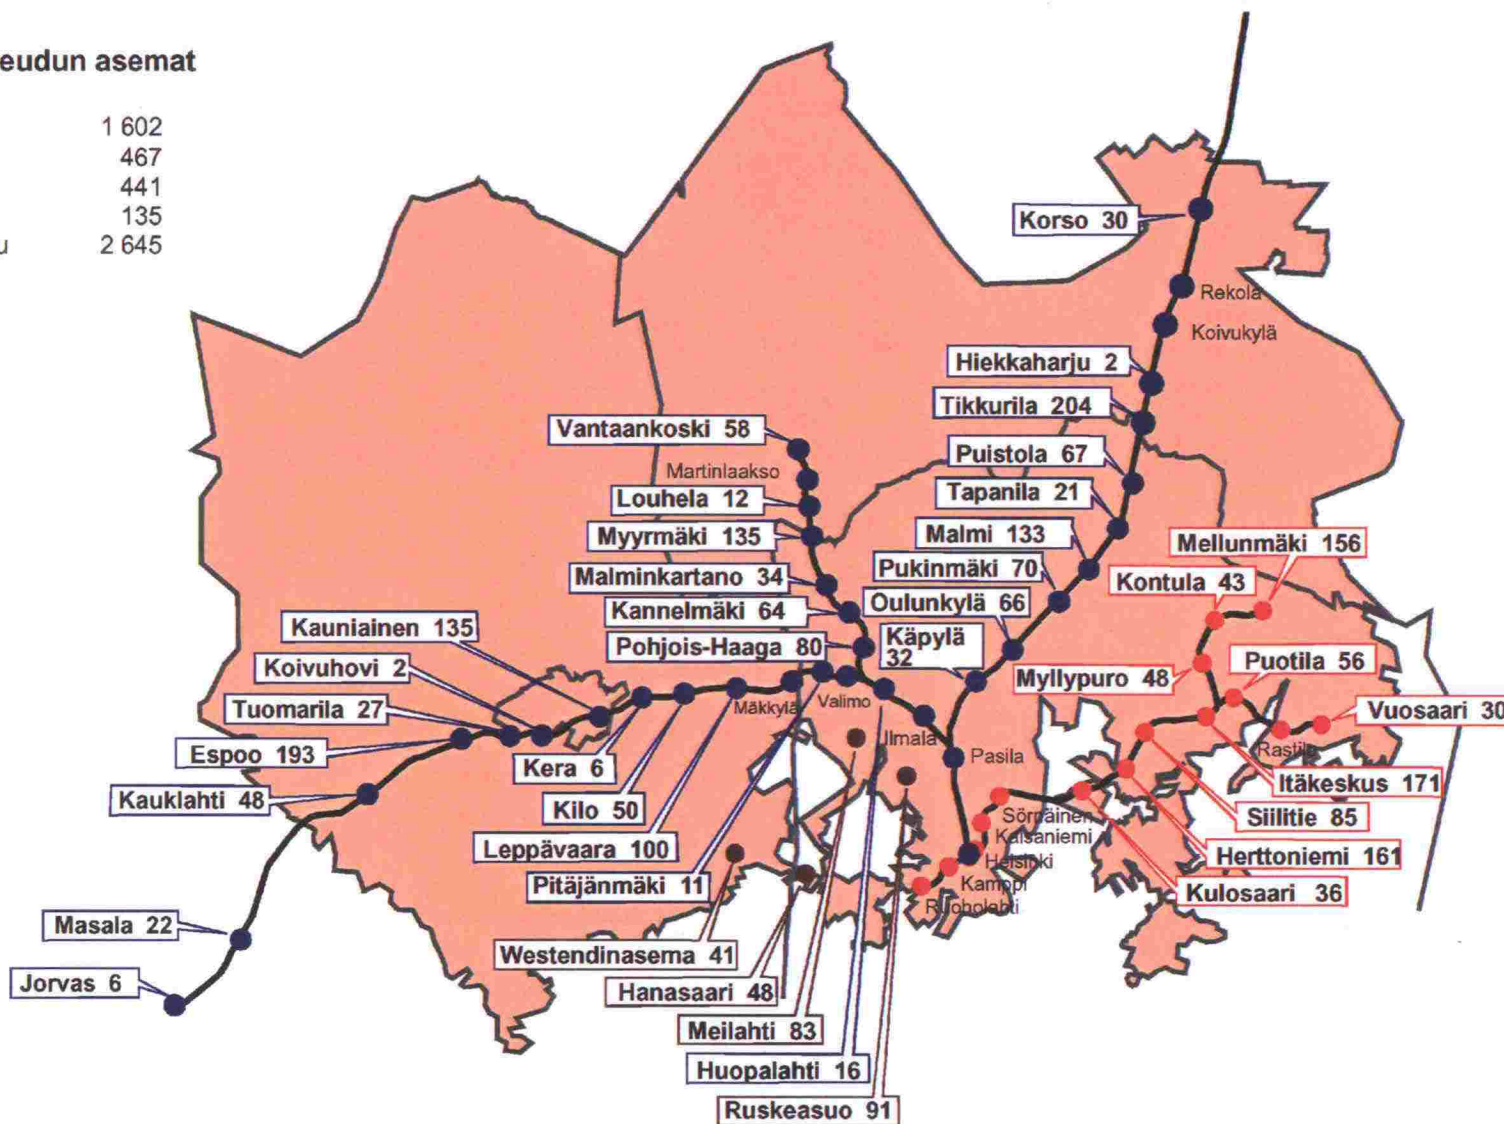 eudun asemat
1 602
467
441
135
u 2 645
Korso 30
Rekola
Koivukylä
Hiekkaharju 2
Tikkurila 204
Vantaankoski 58
Martinlaakso
Puistola 67
Louhela 12
Tapanila 21
Myyrmäki 135
Malmi 133
Mellunmäki 156
Malminkartano 34
Pukinmäki 70
Kontula 43
Kannelmäki 64
Oulunkylä 66
Kauniainen 135
Pohjois-Haaga 80
Käpylä
32
Koivuhovi 2
Myllypuro 48
Puotila 56
Tuomarila 27
Mäkkylä
Valimo
Vuosaari 30
Espoo 193
Ilmala
Rastila
Kera 6
Pasila
Itäkeskus 171
Kauklahti 48
Kilo 50
Sörnäinen
Siilitie 85
Kaisaniemi
Leppävaara 100
Helsinki
Herttoniemi 161
Pitäjänmäki 11
Kamppi
Kulosaari 36
Ruoholahti
Masala 22
Westendinasema 41
Jorvas 6
Hanasaari 48
Meilahti 83
Huopalahti 16
Ruskeasuo 91